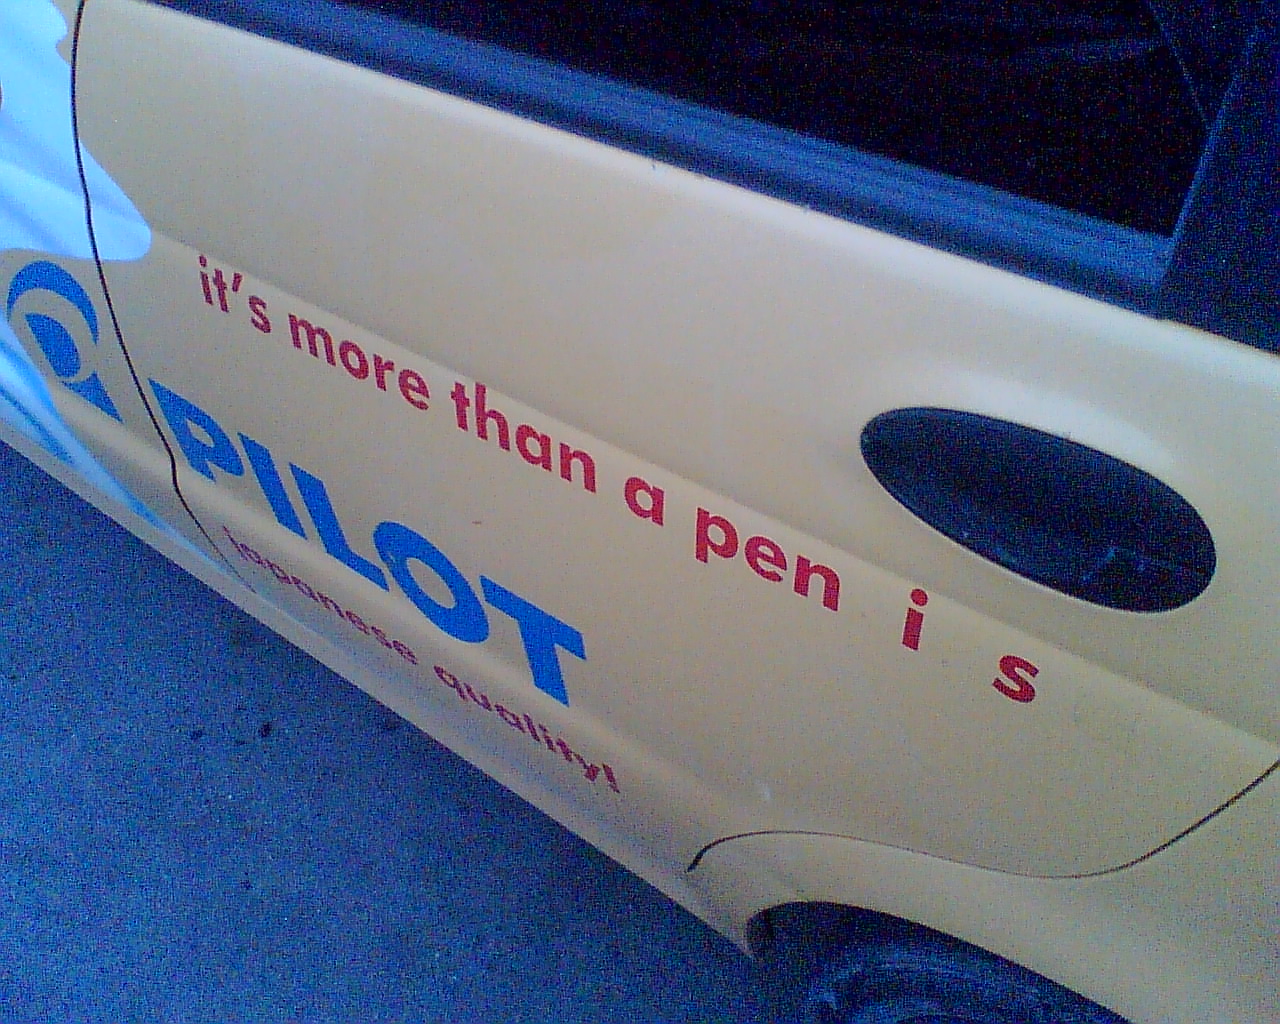 it's more than a pen i s
PILOT
japanese quality!